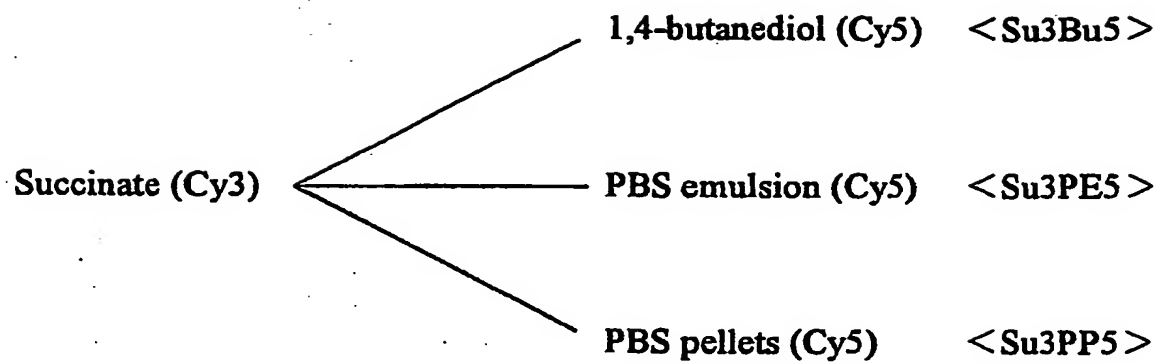 1,4-butanediol (Cy5) <Su3Bu5>
Succinate (Cy3) PBS emulsion (Cy5) <Su3PE5>
PBS pellets (Cy5) <Su3PP5>